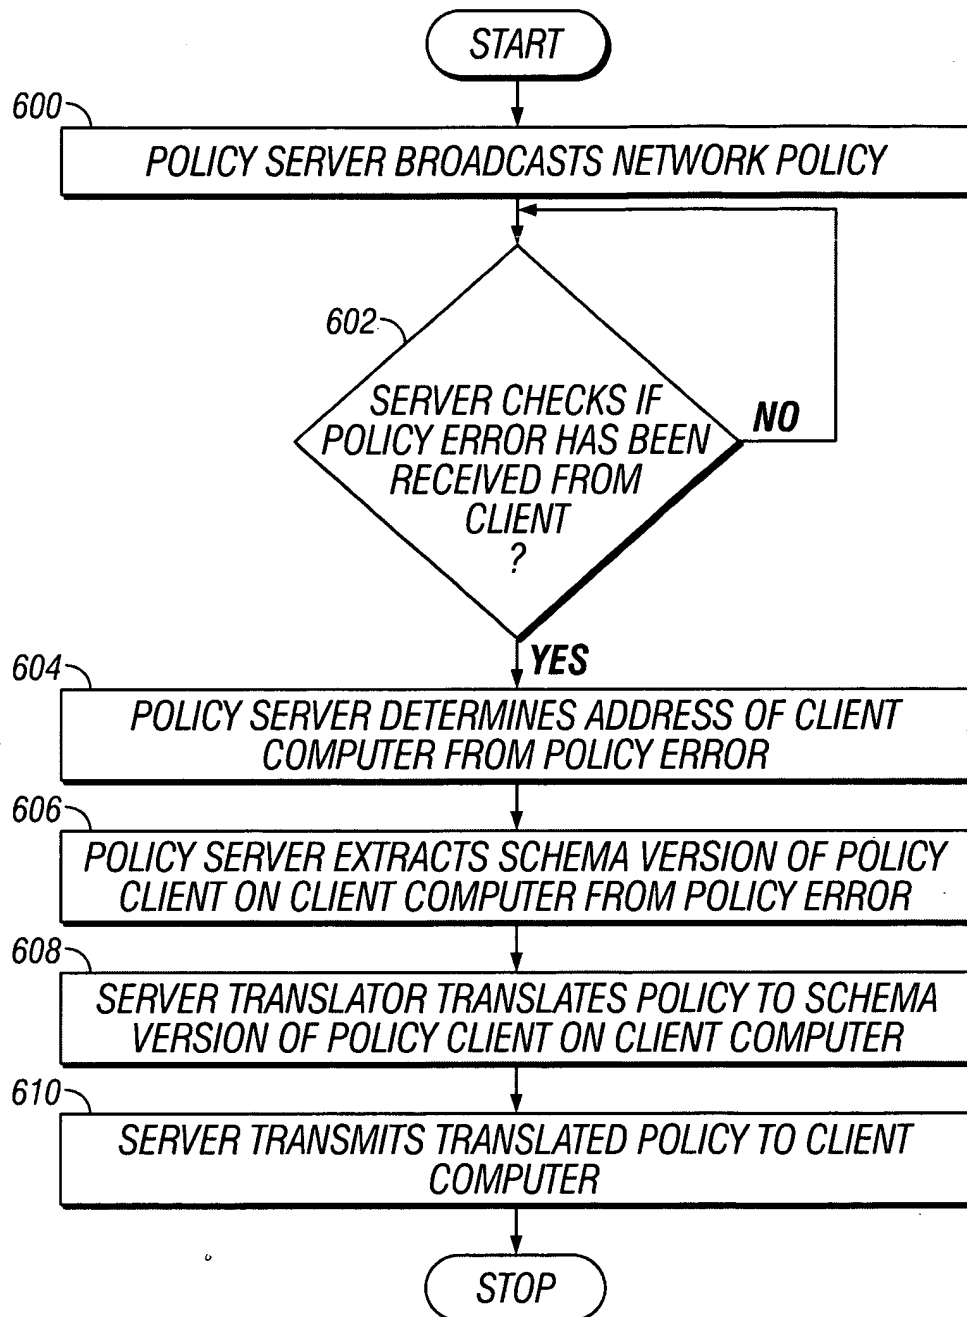 START
600
POLICY SERVER BROADCASTS NETWORK POLICY
602
SERVER CHECKS IF
POLICY ERROR HAS BEEN
RECEIVED FROM
CLIENT
?
NO
YES
604
POLICY SERVER DETERMINES ADDRESS OF CLIENT
COMPUTER FROM POLICY ERROR
606
POLICY SERVER EXTRACTS SCHEMA VERSION OF POLICY
CLIENT ON CLIENT COMPUTER FROM POLICY ERROR
608
SERVER TRANSLATOR TRANSLATES POLICY TO SCHEMA
VERSION OF POLICY CLIENT ON CLIENT COMPUTER
610
SERVER TRANSMITS TRANSLATED POLICY TO CLIENT
COMPUTER
STOP